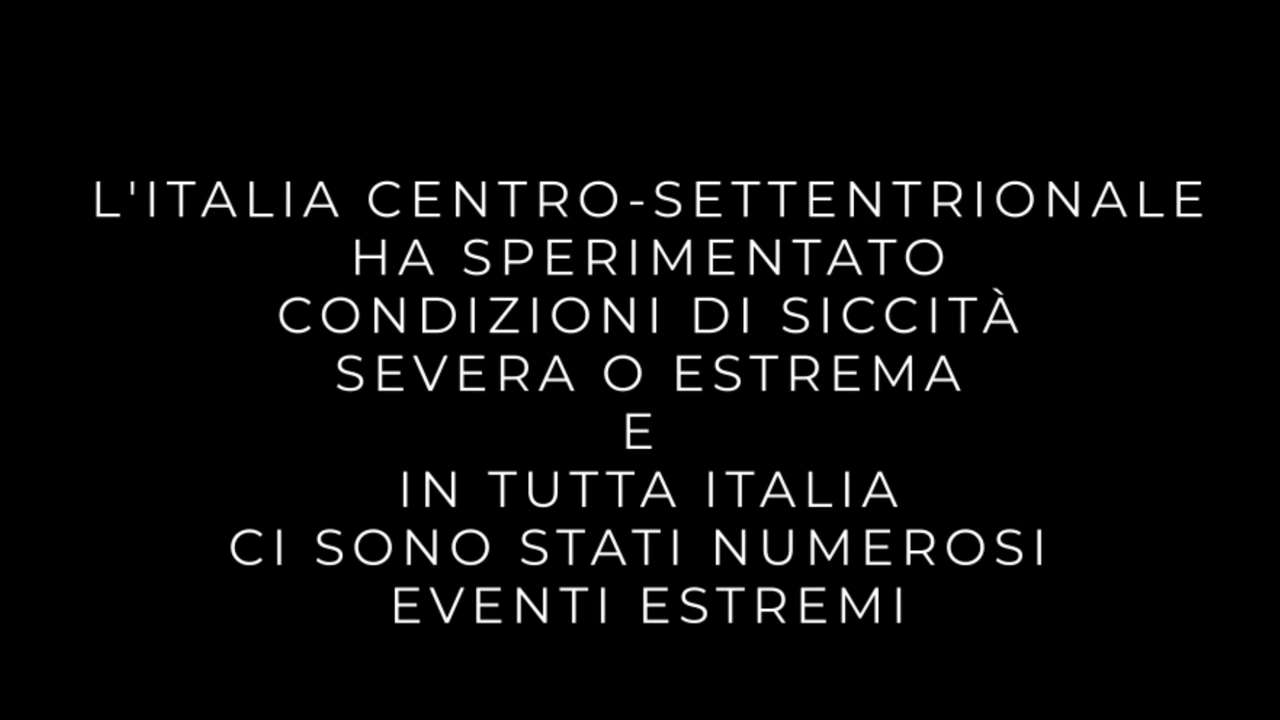 L'ITALIA CENTRO-SETTENTRIONALE
HA SPERIMENTATO
CONDIZIONI DI SICCITÀ
SEVERA O ESTREMA
E
IN TUTTA ITALIA
CI SONO STATI NUMEROSI
EVENTI ESTREMI